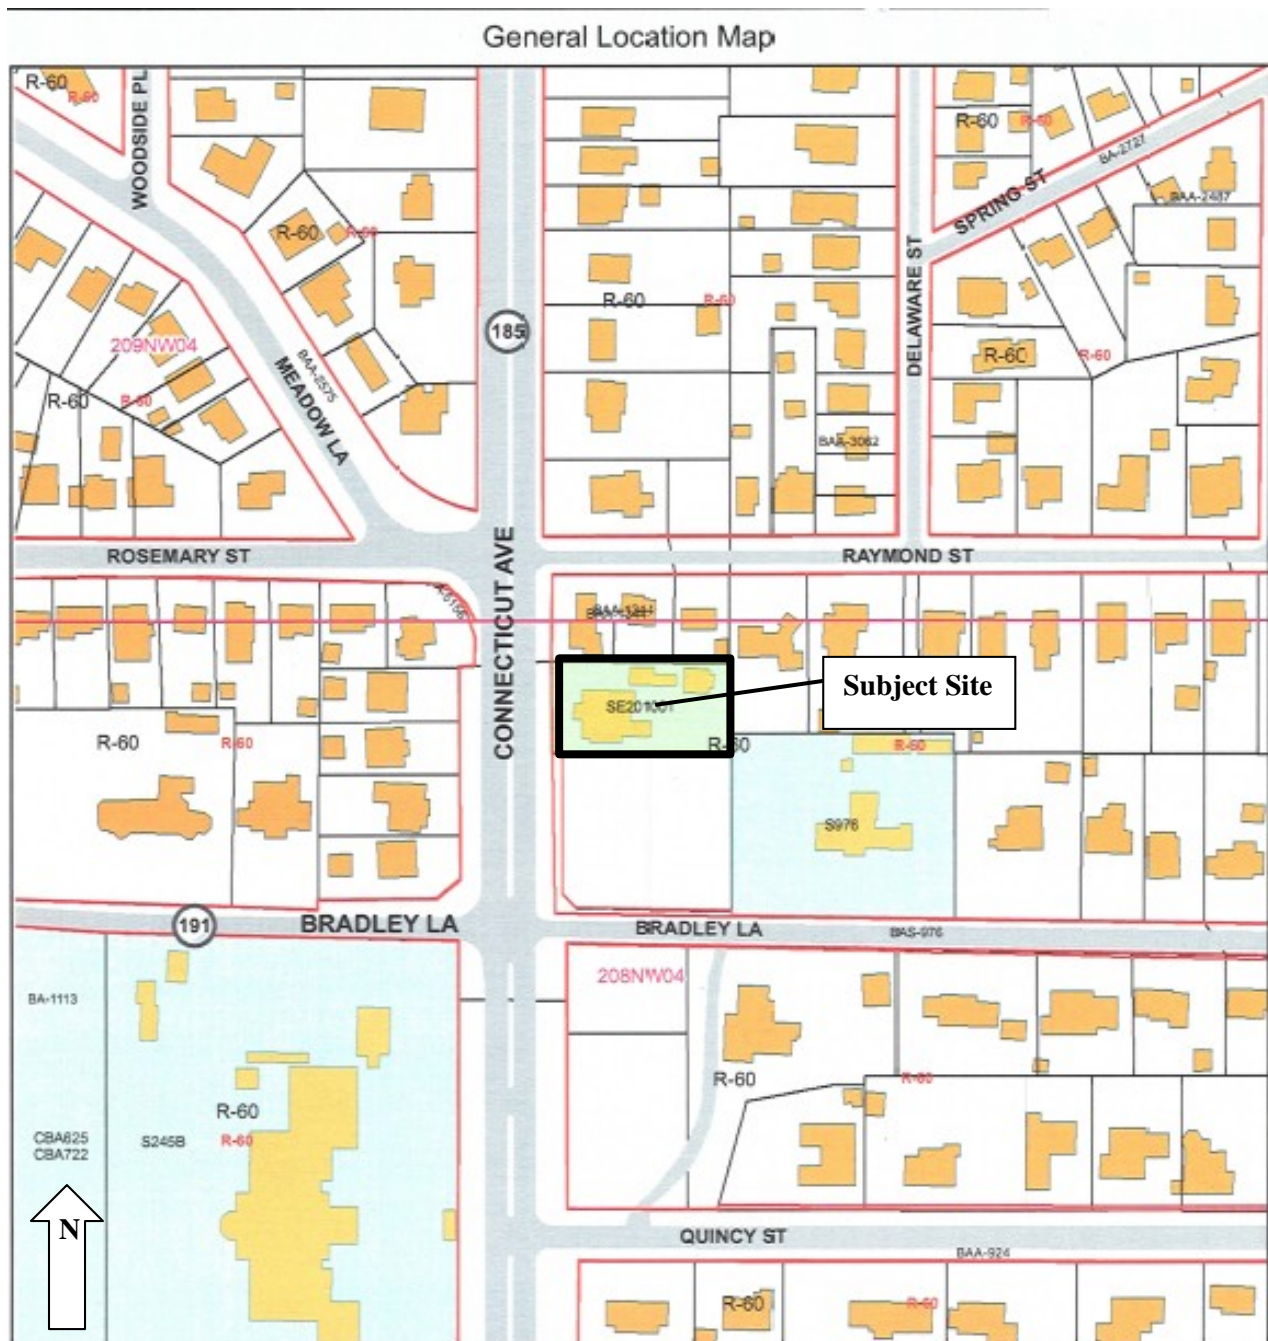 General Location Map
R-60
R-60
WOODSIDE PL
R-60
R-60
BA-2727
SPRING ST
BAA-2487
R-60
R-60
DELAWARE ST
R-60
R-60
185
209NW04
BAA-2575
MEADOW LA
R-60
R-60
R-60
R-60
BAA-3062
CONNECTICUT AVE
ROSEMARY ST
RAYMOND ST
Subject Site
SE201001
R-60
R-60
R-60
R-60
S976
191
BRADLEY LA
BRADLEY LA
BAS-976
208NW04
BA-1113
R-60
R-60
R-60
R-60
CBA625
CBA722
S245B
N
QUINCY ST
BAA-924
R-60
R-60